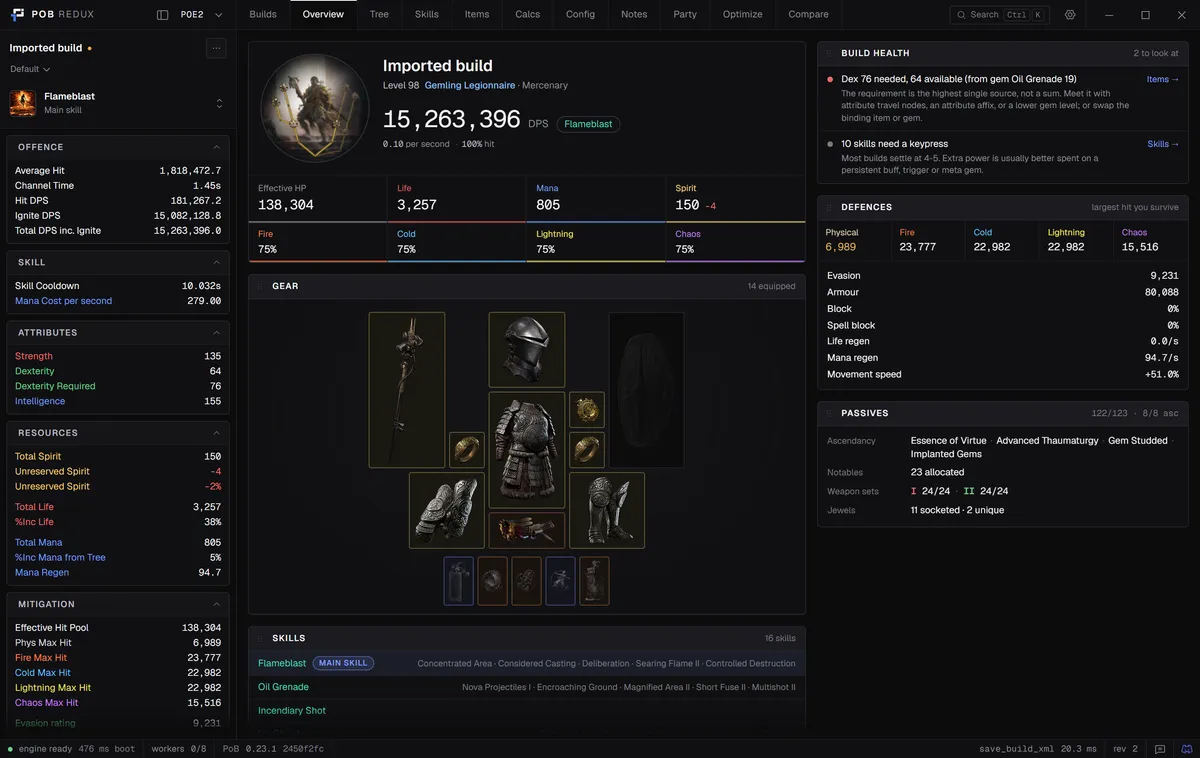 POB REDUX
POE2
Builds
Overview
Tree
Skills
Items
Calcs
Config
Notes
Party
Optimize
Compare
Search Ctrl K
Imported build
...
Default
Flameblast
Main skill
OFFENCE
Average Hit 1,818,472.7
Channel Time 1.45s
Hit DPS 181,267.2
Ignite DPS 15,082,128.8
Total DPS inc. Ignite 15,263,396.0
SKILL
Skill Cooldown 10.032s
Mana Cost per second 279.00
ATTRIBUTES
Strength 135
Dexterity 64
Dexterity Required 76
Intelligence 155
RESOURCES
Total Spirit 150
Unreserved Spirit -4
Unreserved Spirit -2%
Total Life 3,257
%Inc Life 38%
Total Mana 805
%Inc Mana from Tree 5%
Mana Regen 94.7
MITIGATION
Effective Hit Pool 138,304
Phys Max Hit 6,989
Fire Max Hit 23,777
Cold Max Hit 22,982
Lightning Max Hit 22,982
Chaos Max Hit 15,516
Evasion rating 9,231
Imported build
Level 98 Gemling Legionnaire · Mercenary
15,263,396 DPS Flameblast
0.10 per second · 100% hit
Effective HP
138,304
Life
3,257
Mana
805
Spirit
150 -4
Fire
75%
Cold
75%
Lightning
75%
Chaos
75%
GEAR 14 equipped
SKILLS 16 skills
Flameblast MAIN SKILL Concentrated Area · Considered Casting · Deliberation · Searing Flame II · Controlled Destruction
Oil Grenade Nova Projectiles I · Encroaching Ground · Magnified Area II · Short Fuse II · Multishot II
Incendiary Shot
BUILD HEALTH 2 to look at
Dex 76 needed, 64 available (from gem Oil Grenade 19) Items →
The requirement is the highest single source, not a sum. Meet it with
attribute travel nodes, an attribute affix, or a lower gem level; or swap the
binding item or gem.
10 skills need a keypress Skills →
Most builds settle at 4-5. Extra power is usually better spent on a
persistent buff, trigger or meta gem.
DEFENCES largest hit you survive
Physical
6,989
Fire
23,777
Cold
22,982
Lightning
22,982
Chaos
15,516
Evasion 9,231
Armour 80,088
Block 0%
Spell block 0%
Life regen 0.0/s
Mana regen 94.7/s
Movement speed +51.0%
PASSIVES 122/123 · 8/8 asc
Ascendancy Essence of Virtue · Advanced Thaumaturgy · Gem Studded ·
Implanted Gems
Notables 23 allocated
Weapon sets I 24/24 · II 24/24
Jewels 11 socketed · 2 unique
engine ready 476 ms boot
workers 0/8
PoB 0.23.1 2450f2fc
save_build_xml 20.3 ms
rev 2